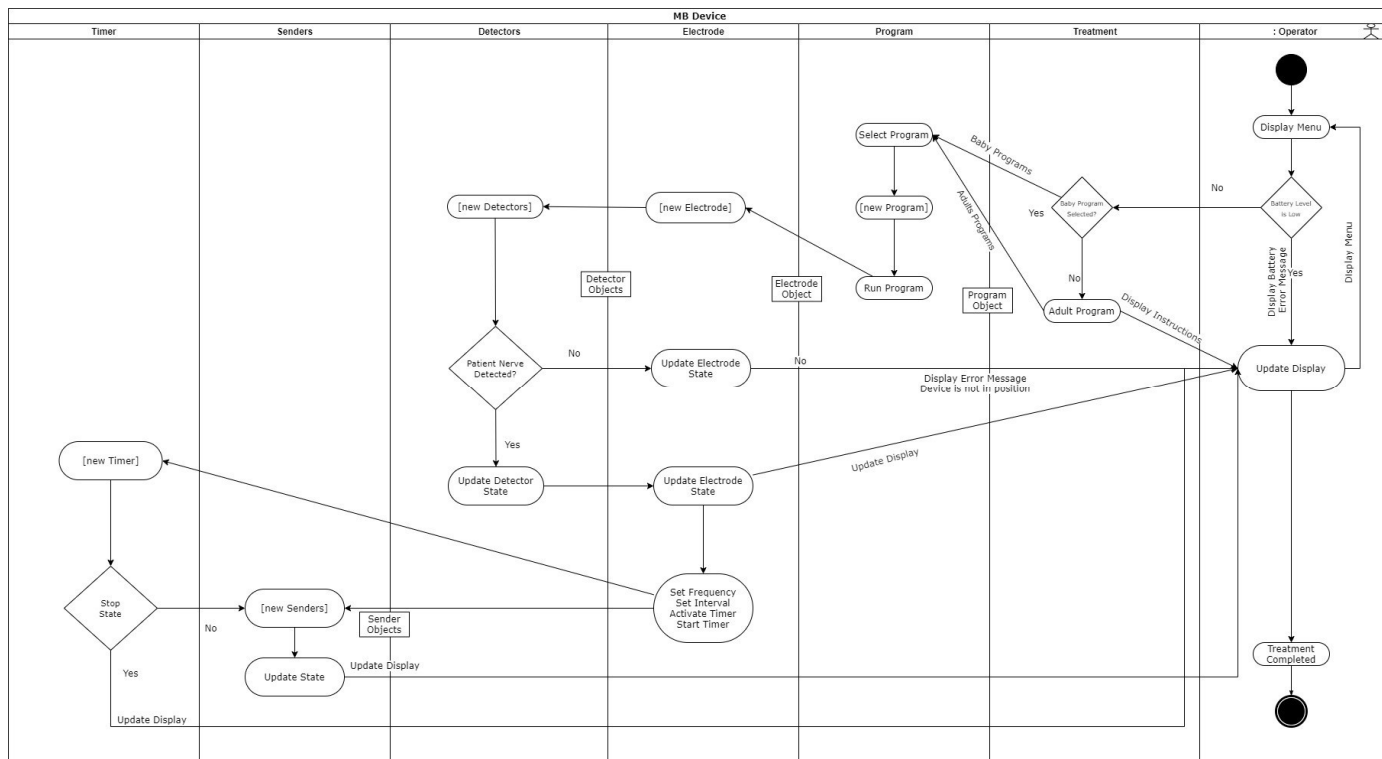 MB Device
Timer
Senders
Detectors
Electrode
Program
Treatment
: Operator
Display Menu
Select Program
Baby Programs
Adults Programs
No
Baby Program
Selected?
Yes
Battery Level
Is Low
Display Menu
[new Detectors]
[new Electrode]
[new Program]
Detector
Objects
Electrode
Object
Run Program
Program
Object
No
Adult Program
Display Battery
Error Message
Yes
Display Instructions
Patient Nerve
Detected?
No
Update Electrode
State
No
Display Error Message
Device is not in position
Update Display
Yes
[new Timer]
Update Detector
State
Update Electrode
State
Update Display
Stop
State
No
[new Senders]
Sender
Objects
Set Frequency
Set Interval
Activate Timer
Start Timer
Yes
Update State
Update Display
Treatment
Completed
Update Display